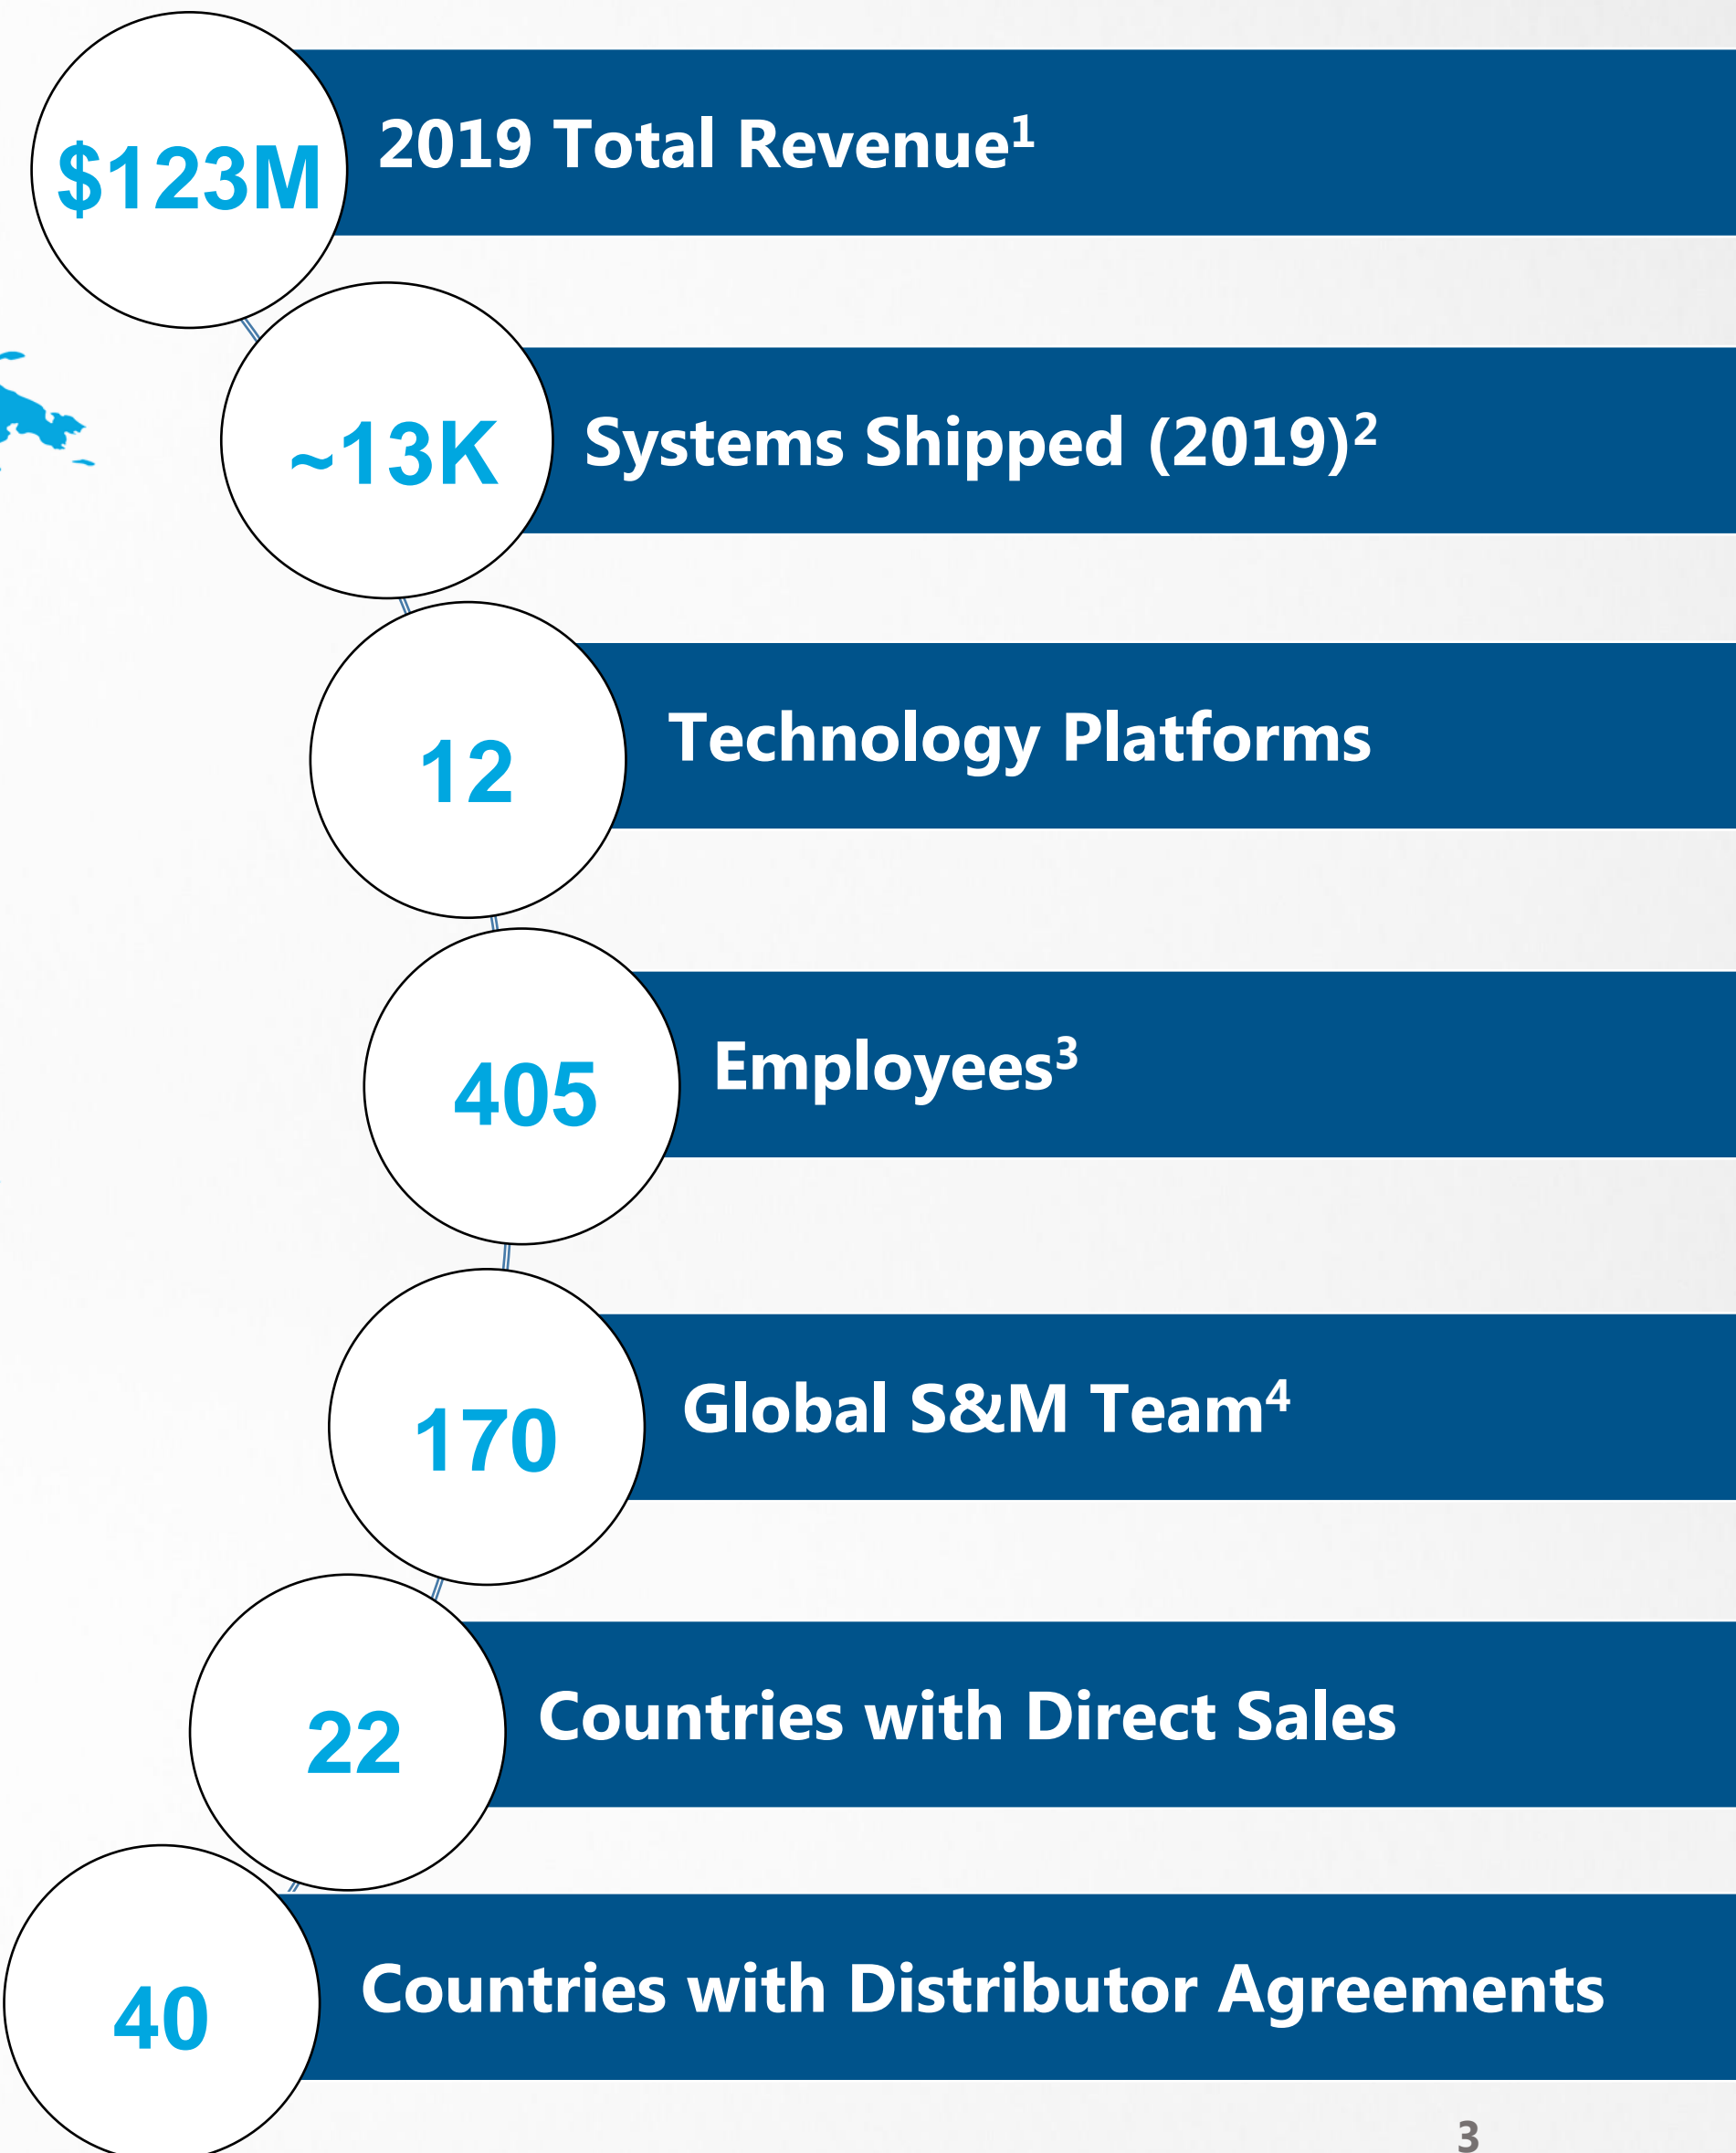 $123M
2019 Total Revenue¹
~13K
Systems Shipped (2019)²
12
Technology Platforms
405
Employees³
170
Global S&M Team⁴
22
Countries with Direct Sales
40
Countries with Distributor Agreements
3